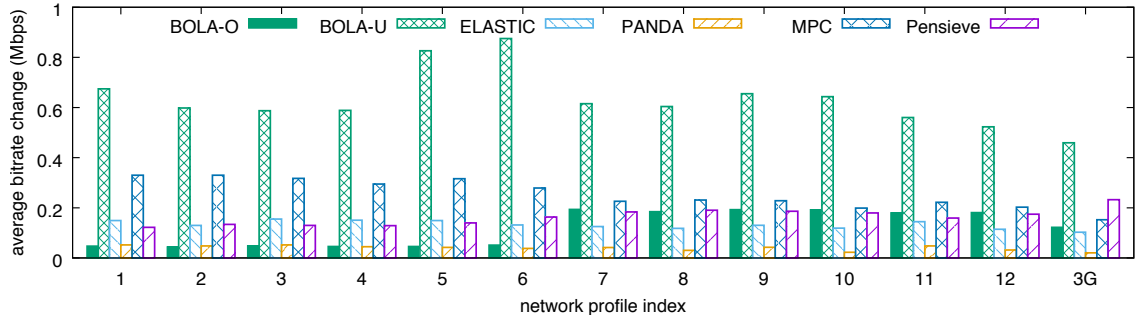 1
0.8
0.6
0.4
0.2
0
average bitrate change (Mbps)
BOLA-O BOLA-U ELASTIC PANDA MPC Pensieve
1 2 3 4 5 6 7 8 9 10 11 12 3G
network profile index